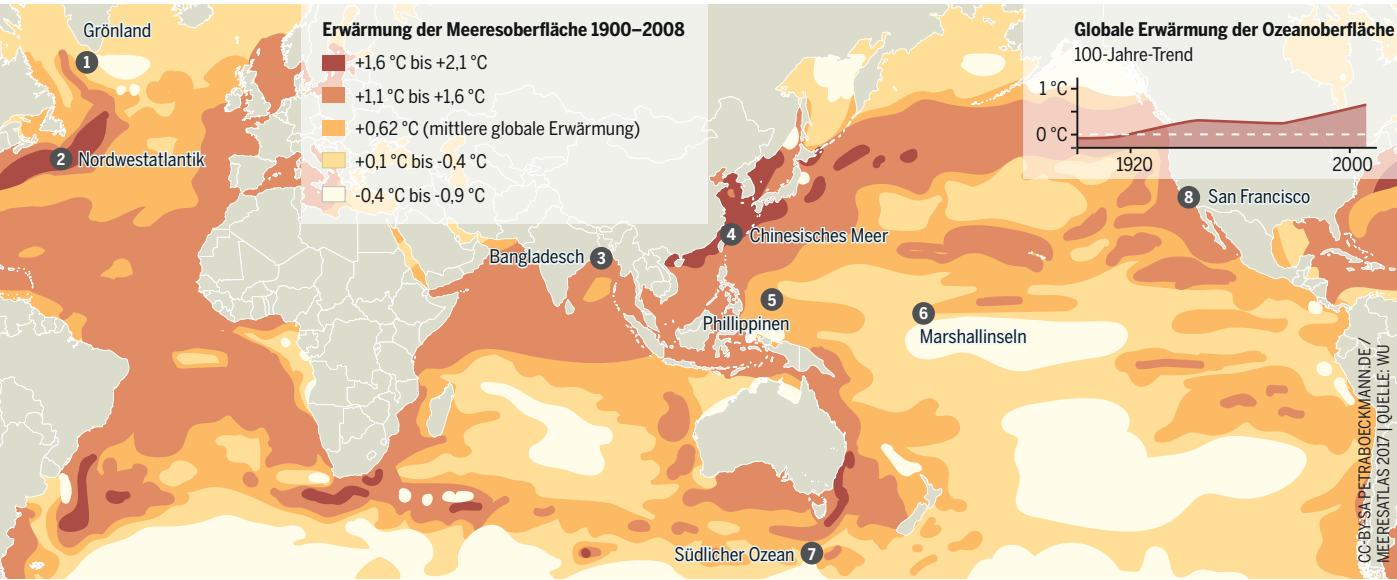 Erwärmung der Meeresoberfläche 1900–2008
+1,6 °C bis +2,1 °C
+1,1 °C bis +1,6 °C
+0,62 °C (mittlere globale Erwärmung)
+0,1 °C bis -0,4 °C
-0,4 °C bis -0,9 °C
Globale Erwärmung der Ozeanoberfläche
100-Jahre-Trend
1 °C
0 °C
1920
2000
Grönland
1
2 Nordwestatlantik
Bangladesch 3
4 Chinesisches Meer
5
Phillippinen
6
Marshallinseln
Südlicher Ozean 7
8 San Francisco
CC-BY-SA PETRABOECKMANN.DE /
MEERESATLAS 2017 | QUELLE: WU